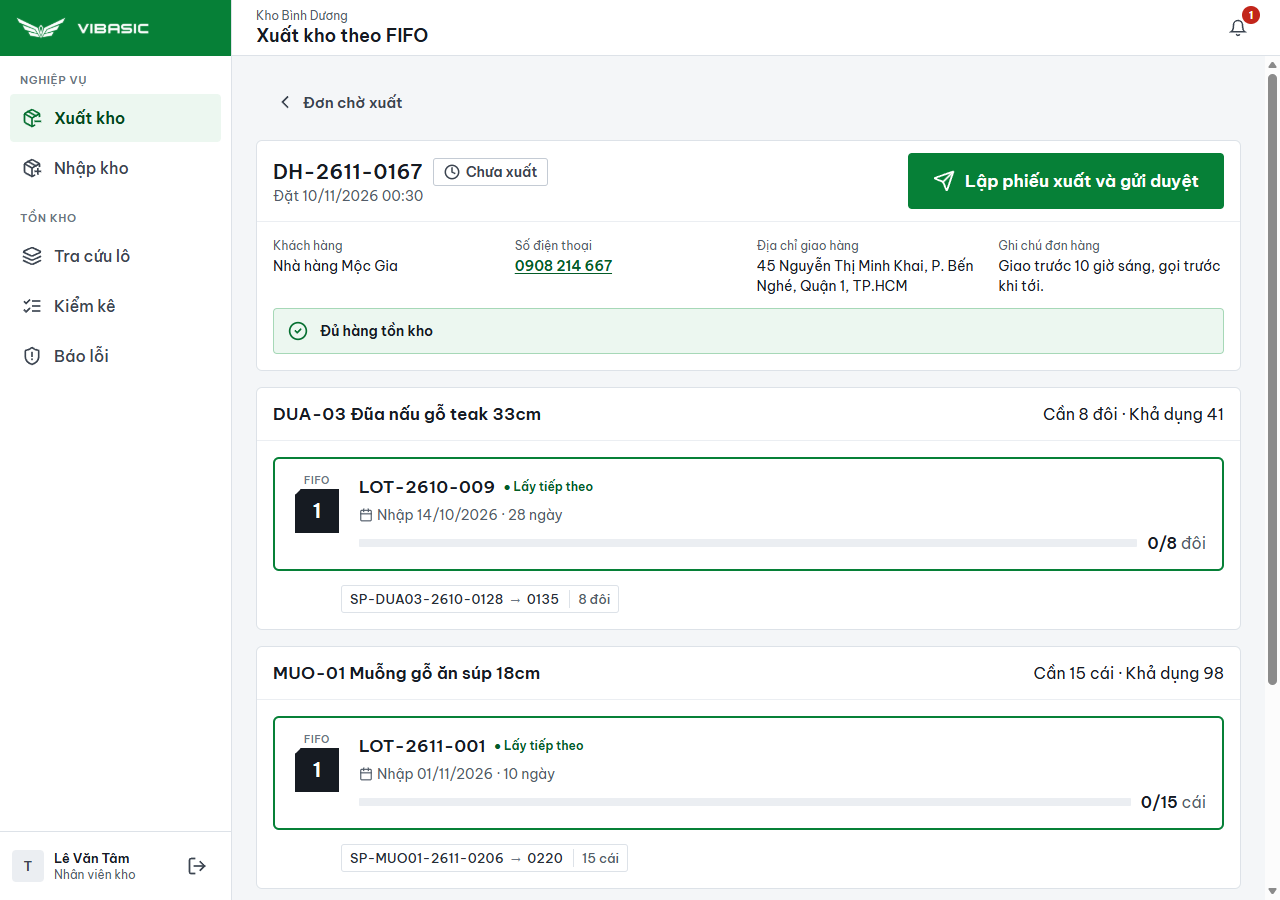 VIBASIC
Kho Bình Dương
Xuất kho theo FIFO
1
NGHIỆP VỤ
Xuất kho
Nhập kho
TỒN KHO
Tra cứu lô
Kiểm kê
Báo lỗi
T
Lê Văn Tâm
Nhân viên kho
Đơn chờ xuất
DH-2611-0167
Chưa xuất
Đặt 10/11/2026 00:30
Lập phiếu xuất và gửi duyệt
Khách hàng
Nhà hàng Mộc Gia
Số điện thoại
0908 214 667
Địa chỉ giao hàng
45 Nguyễn Thị Minh Khai, P. Bến
Nghé, Quận 1, TP.HCM
Ghi chú đơn hàng
Giao trước 10 giờ sáng, gọi trước
khi tới.
Đủ hàng tồn kho
DUA-03 Đũa nấu gỗ teak 33cm
Cần 8 đôi · Khả dụng 41
FIFO
1
LOT-2610-009
• Lấy tiếp theo
Nhập 14/10/2026 · 28 ngày
0/8 đôi
SP-DUA03-2610-0128 → 0135
8 đôi
MUO-01 Muỗng gỗ ăn súp 18cm
Cần 15 cái · Khả dụng 98
FIFO
1
LOT-2611-001
• Lấy tiếp theo
Nhập 01/11/2026 · 10 ngày
0/15 cái
SP-MUO01-2611-0206 → 0220
15 cái